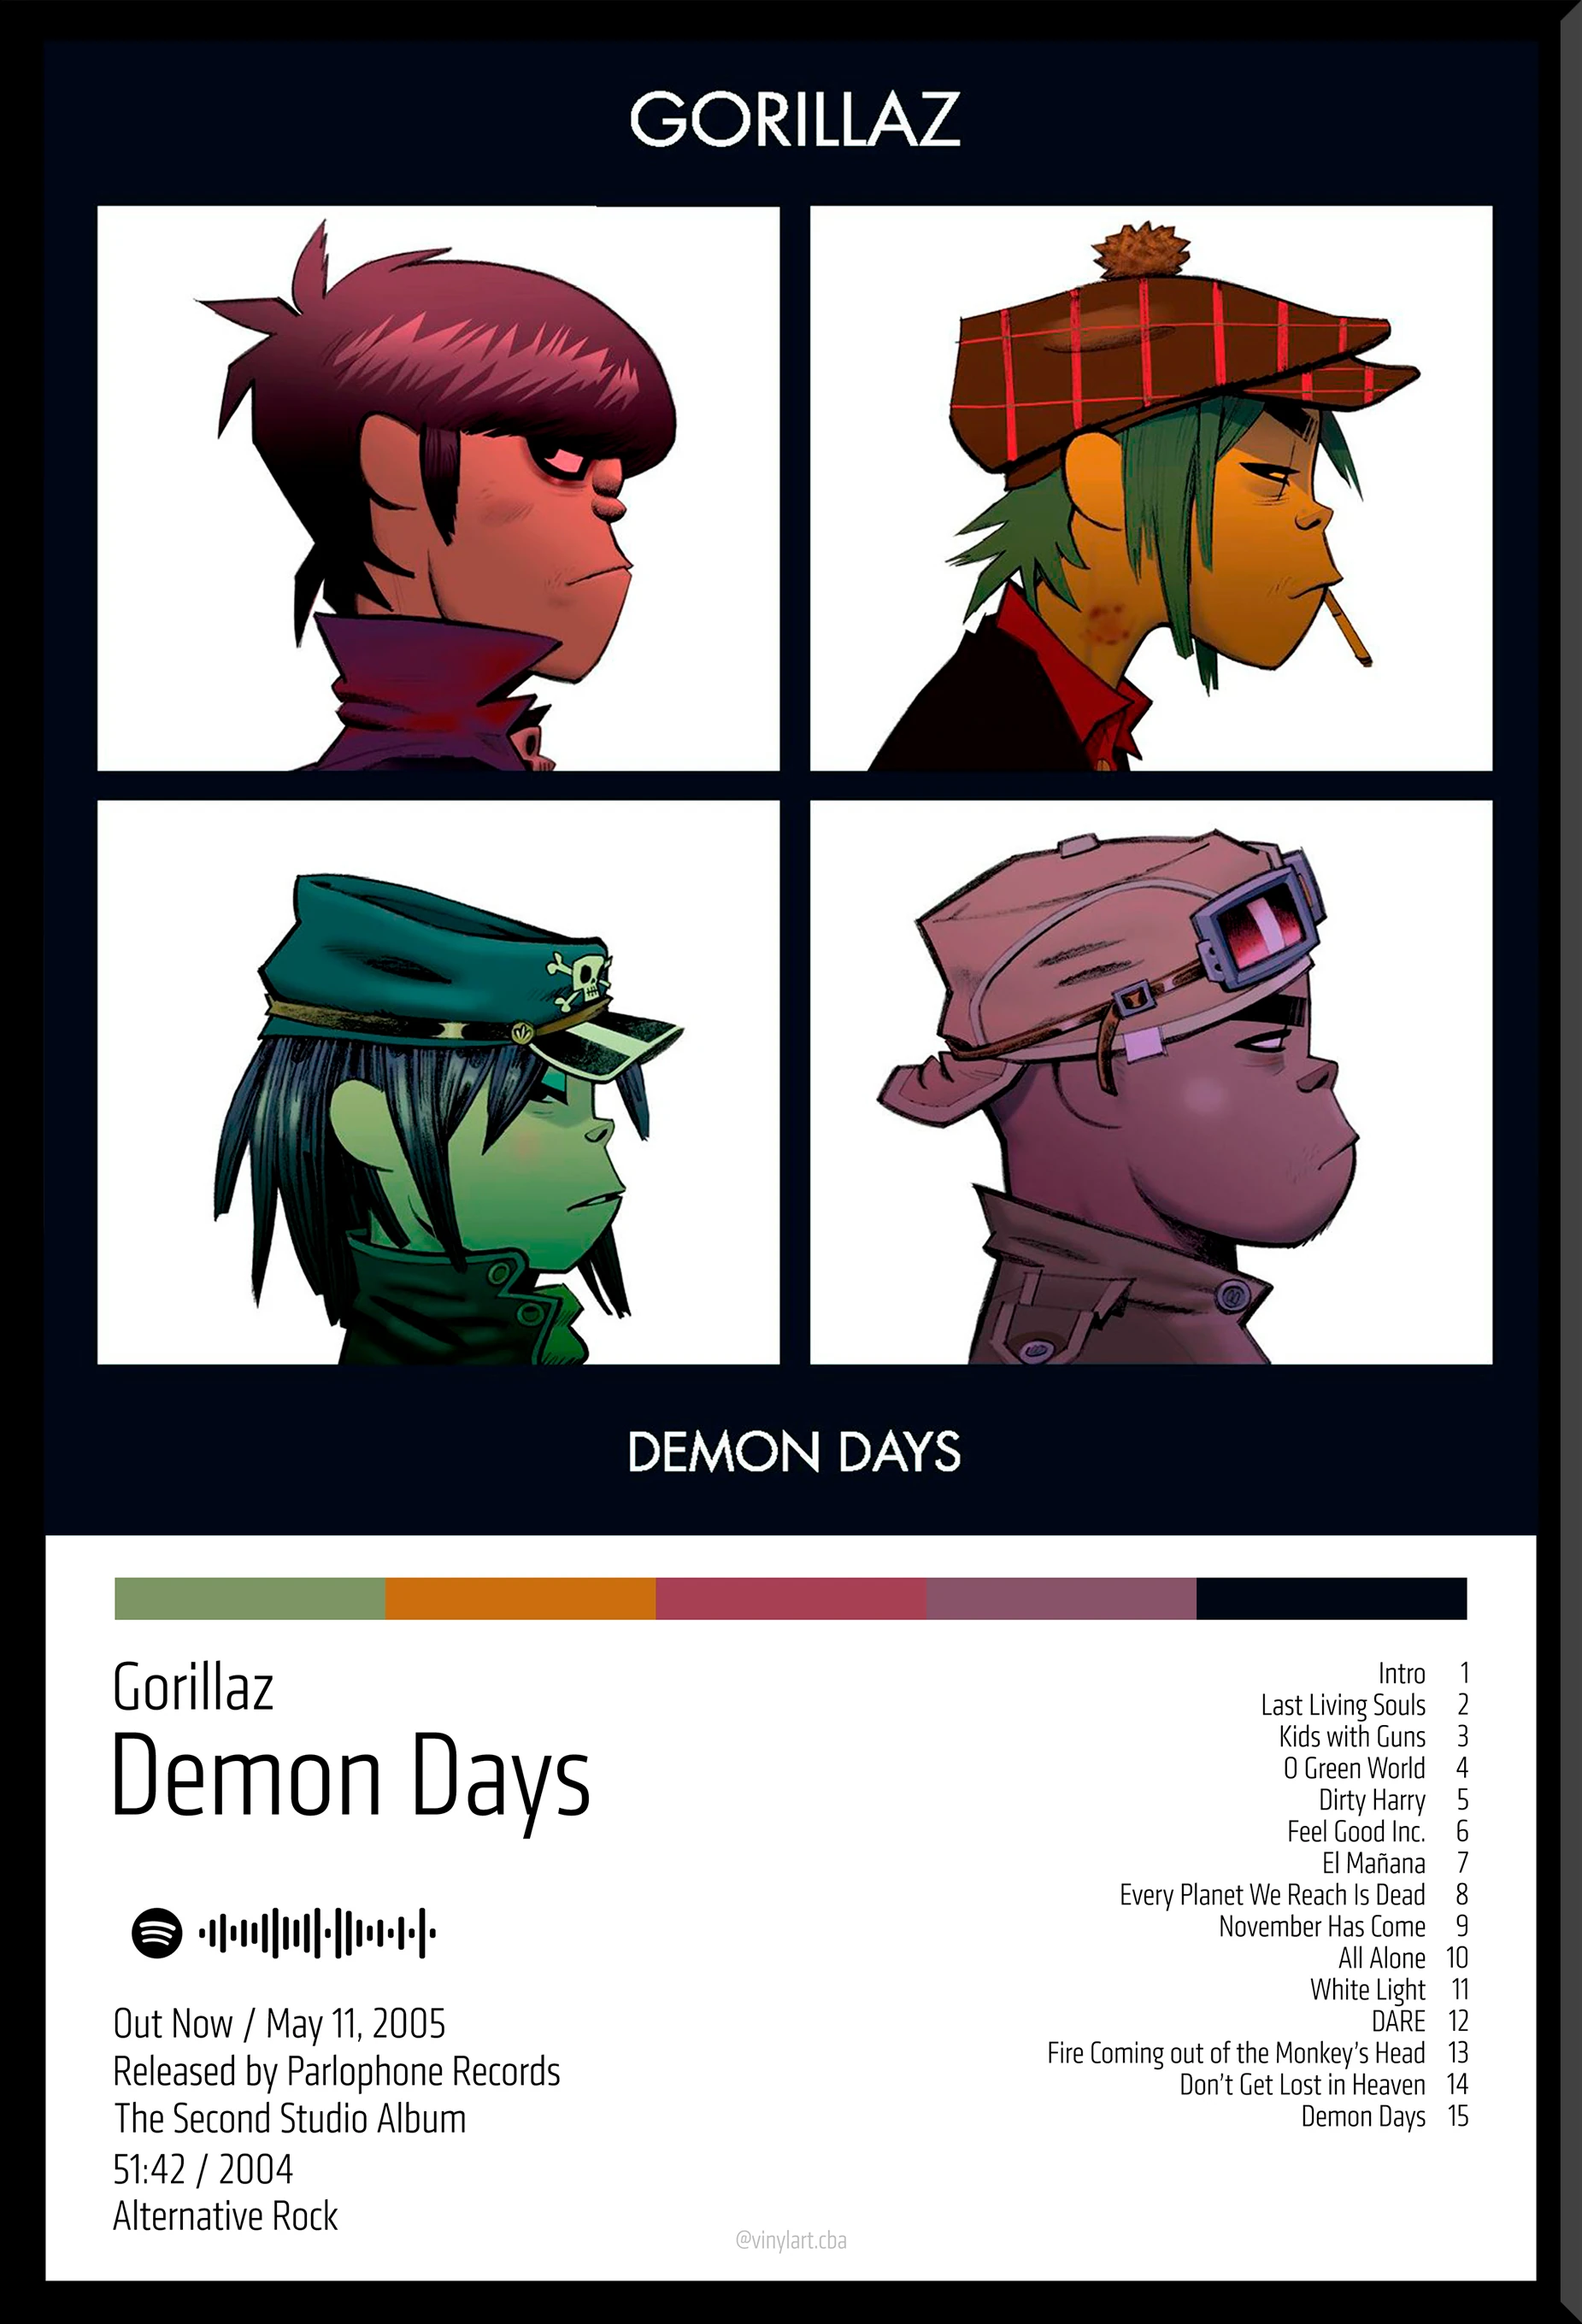 GORILLAZ
DEMON DAYS
Gorillaz
Demon Days
Out Now / May 11, 2005
Released by Parlophone Records
The Second Studio Album
51:42 / 2004
Alternative Rock
Intro 1
Last Living Souls 2
Kids with Guns 3
O Green World 4
Dirty Harry 5
Feel Good Inc. 6
El Mañana 7
Every Planet We Reach Is Dead 8
November Has Come 9
All Alone 10
White Light 11
DARE 12
Fire Coming out of the Monkey’s Head 13
Don’t Get Lost in Heaven 14
Demon Days 15
@vinylart.cba